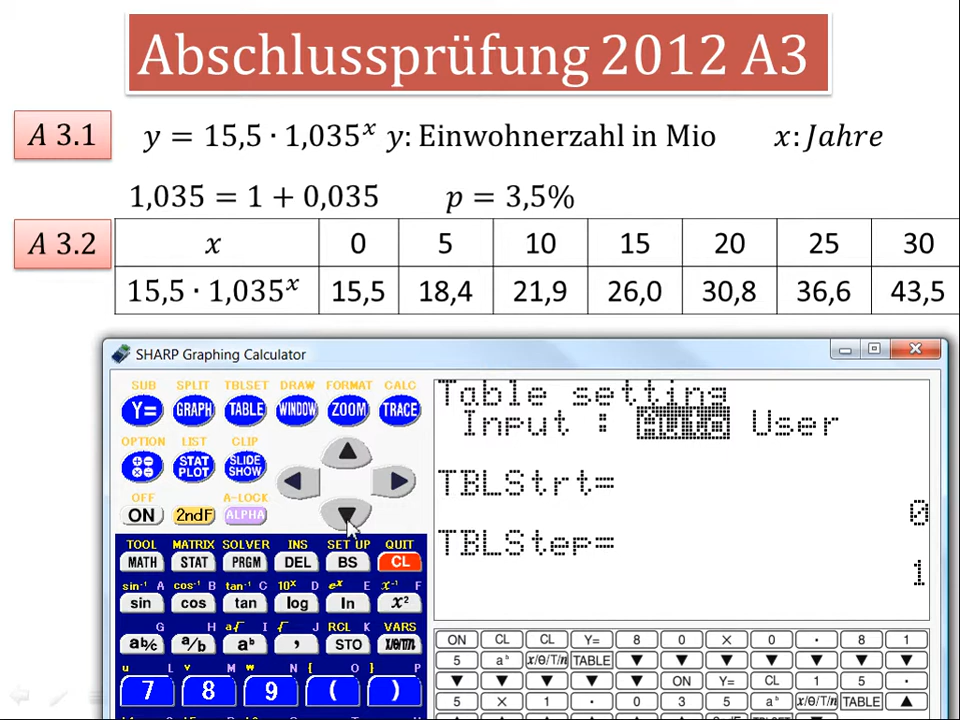 Abschlussprüfung 2012 A3
A 3.1 y = 15,5 · 1,035^x y: Einwohnerzahl in Mio x: Jahre
1,035 = 1 + 0,035 p = 3,5%
A 3.2 x 0 5 10 15 20 25 30
15,5 · 1,035^x 15,5 18,4 21,9 26,0 30,8 36,6 43,5
SHARP Graphing Calculator
SUB SPLIT TBLSET DRAW FORMAT CALC
Y= GRAPH TABLE WINDOW ZOOM TRACE
OPTION LIST CLIP
STAT PLOT SLIDE SHOW
OFF A-LOCK
ON 2ndF ALPHA
TOOL MATRIX SOLVER INS SET UP QUIT
MATH STAT PRGM DEL BS CL
sin⁻¹ A cos⁻¹ B tan⁻¹ C 10^x D e^x E x⁻¹ F
sin cos tan log ln x²
G H a√ I √ J RCL K VARS
ab/c a/b a^b , STO X/θ/T/n
u L v M w N { O } P
7 8 9 ( )
Table setting
Input : Auto User
TBLStrt=
0
TBLStep=
1
ON CL CL Y= 8 0 X 0 · 8 1
5 a^b x/θ/T/n TABLE ▼ ▼ ▼ ▼ ▼ ▼
▼ ▼ ▼ ▼ ▼ ON Y= CL 1 5 ·
5 X 1 · 0 3 5 a^b x/θ/T/n TABLE ▲